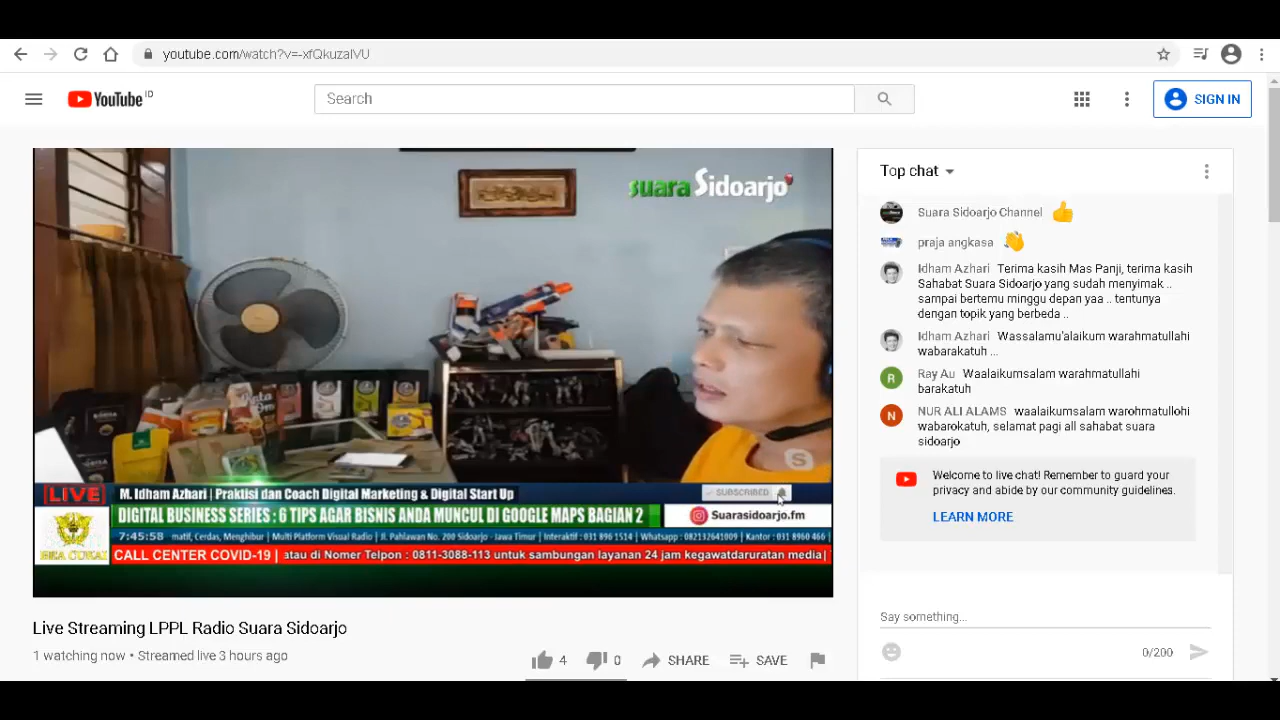 youtube.com/watch?v=-xfQkuzalVU
YouTube ID
Search
SIGN IN
suara Sidoarjo
Top chat
Suara Sidoarjo Channel
praja angkasa
Idham Azhari Terima kasih Mas Panji, terima kasih
Sahabat Suara Sidoarjo yang sudah menyimak ..
sampai bertemu minggu depan yaa .. tentunya
dengan topik yang berbeda ..
Idham Azhari Wassalamu'alaikum warahmatullahi
wabarakatuh ...
Ray Au Waalaikumsalam warahmatullahi
barakatuh
NUR ALI ALAMS waalaikumsalam warohmatullohi
wabarokatuh, selamat pagi all sahabat suara
sidoarjo
Welcome to live chat! Remember to guard your
privacy and abide by our community guidelines.
LEARN MORE
Say something...
0/200
LIVE
M. Idham Azhari | Praktisi dan Coach Digital Marketing & Digital Start Up
SUBSCRIBED
DIGITAL BUSINESS SERIES : 6 TIPS AGAR BISNIS ANDA MUNCUL DI GOOGLE MAPS BAGIAN 2
Suarasidoarjo.fm
BEA CUKAI
7:45:58
matif, Cerdas, Menghibur | Multi Platform Visual Radio | Jl. Pahlawan No. 200 Sidoarjo - Jawa Timur | Interaktif : 031 896 1514 | Whatsapp : 082132641009 | Kantor : 031 8960 466
CALL CENTER COVID-19 | atau di Nomer Telpon : 0811-3088-113 untuk sambungan layanan 24 jam kegawatdaruratan media|
Live Streaming LPPL Radio Suara Sidoarjo
1 watching now • Streamed live 3 hours ago
4
0
SHARE
SAVE